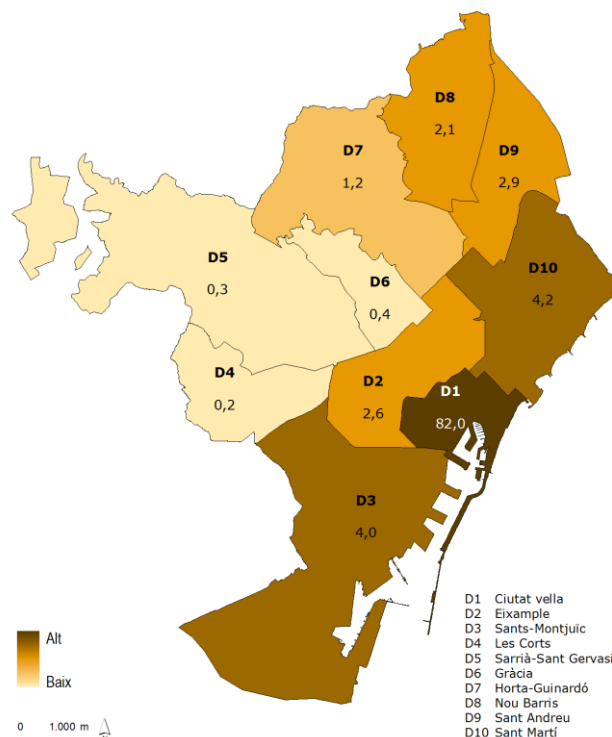 D8
2,1
D7
1,2
D9
2,9
D5
0,3
D6
0,4
D10
4,2
D4
0,2
D2
2,6
D1
82,0
D3
4,0
Alt
Baix
0 1.000 m
D1 Ciutat vella
D2 Eixample
D3 Sants-Montjuïc
D4 Les Corts
D5 Sarrià-Sant Gervasi
D6 Gràcia
D7 Horta-Guinardó
D8 Nou Barris
D9 Sant Andreu
D10 Sant Martí